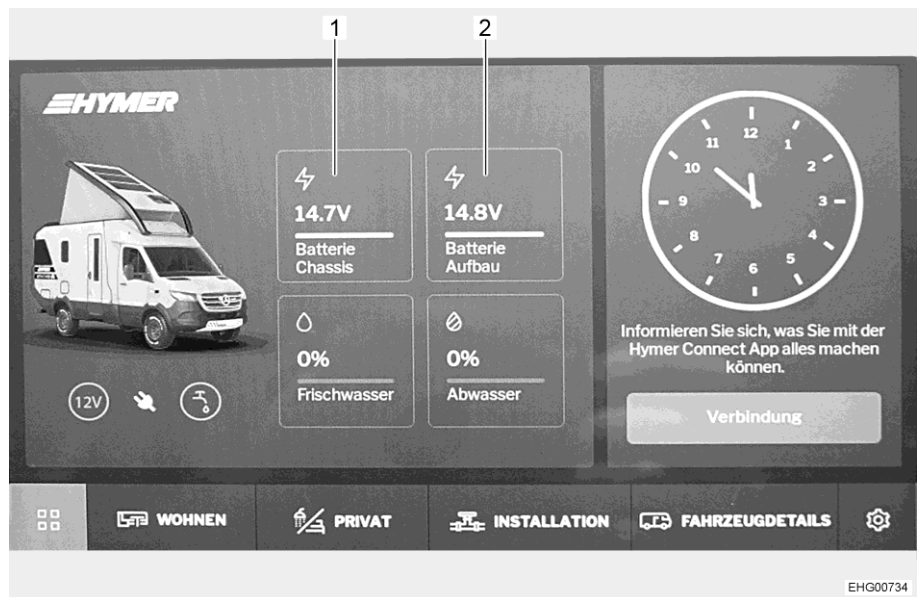 1
2
HYMER
14.7V
Batterie
Chassis
14.8V
Batterie
Aufbau
0%
Frischwasser
0%
Abwasser
12V
12
1
2
3
4
5
6
7
8
9
10
11
Informieren Sie sich, was Sie mit der
Hymer Connect App alles machen
können.
Verbindung
WOHNEN
PRIVAT
INSTALLATION
FAHRZEUGDETAILS
EHG00734